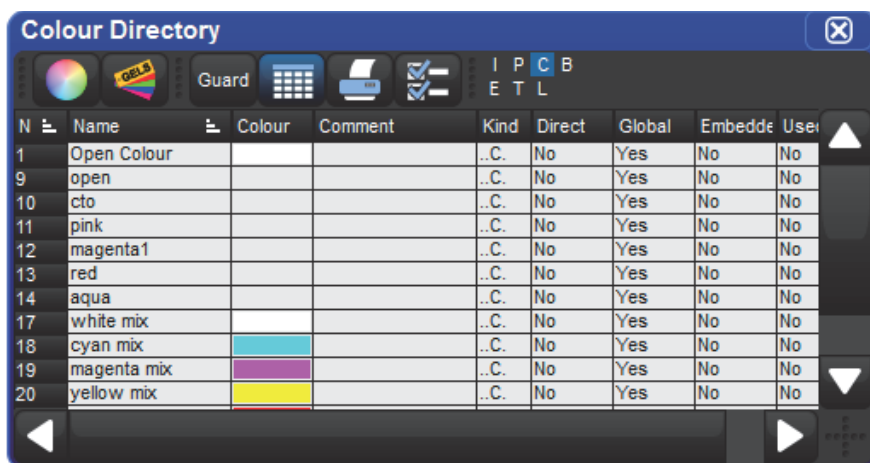 Colour Directory
GELS Guard I P C B
E T L
N Name Colour Comment Kind Direct Global Embedde Used
1 Open Colour ..C. No Yes No No
9 open ..C. No Yes No No
10 cto ..C. No Yes No No
11 pink ..C. No Yes No No
12 magenta1 ..C. No Yes No No
13 red ..C. No Yes No No
14 aqua ..C. No Yes No No
17 white mix ..C. No Yes No No
18 cyan mix ..C. No Yes No No
19 magenta mix ..C. No Yes No No
20 yellow mix ..C. No Yes No No